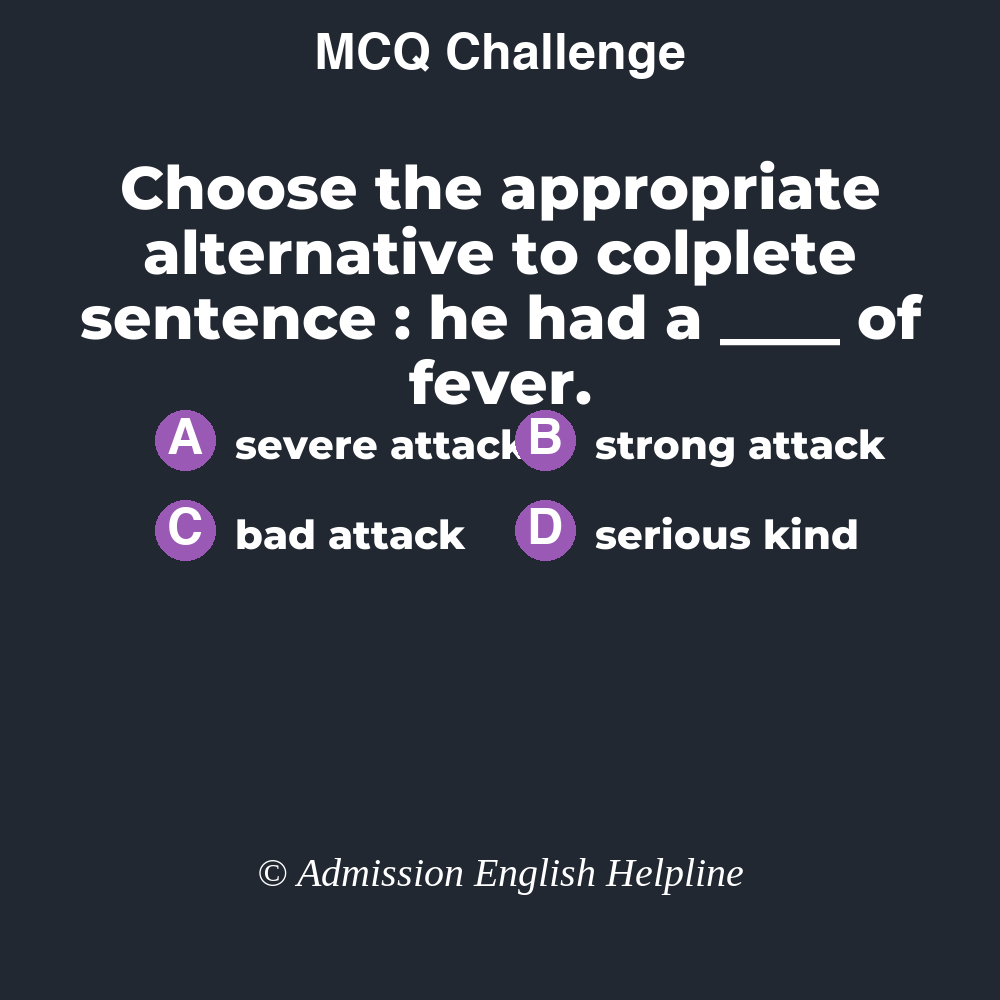 MCQ Challenge
Choose the appropriate
alternative to colplete
sentence : he had a ____ of
fever.
A severe attack B strong attack
C bad attack D serious kind
© Admission English Helpline